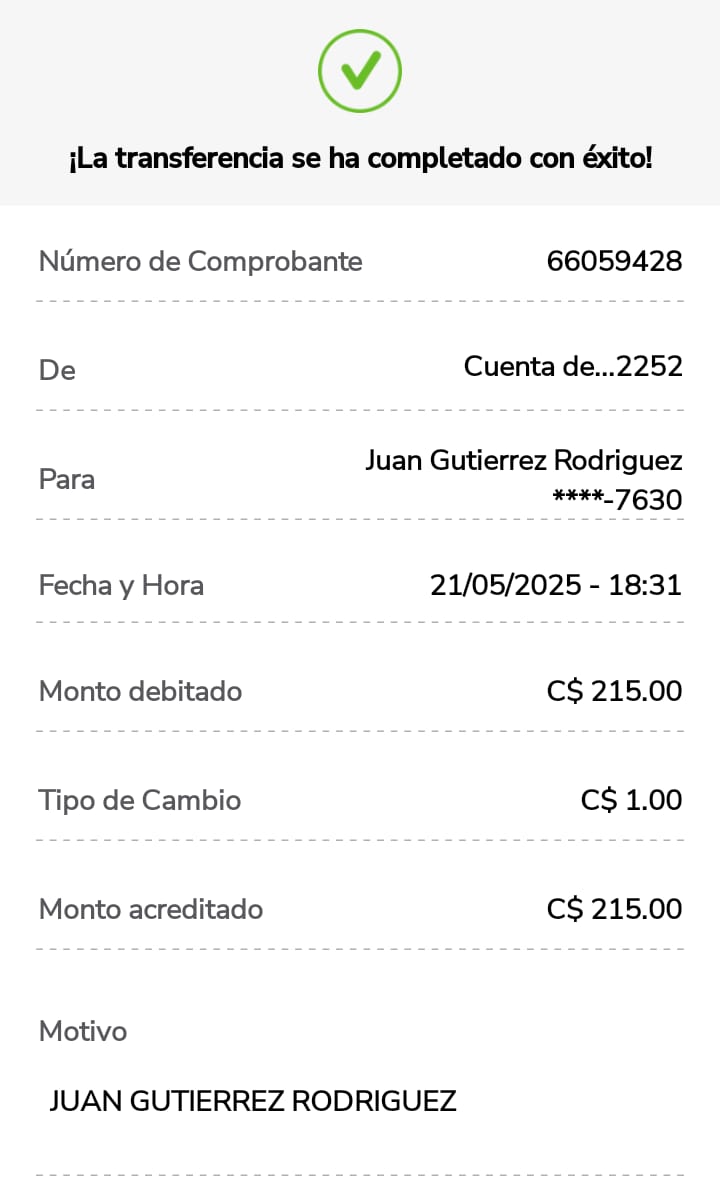 ¡La transferencia se ha completado con éxito!
Número de Comprobante 66059428
De Cuenta de...2252
Para Juan Gutierrez Rodriguez
****-7630
Fecha y Hora 21/05/2025 - 18:31
Monto debitado C$ 215.00
Tipo de Cambio C$ 1.00
Monto acreditado C$ 215.00
Motivo
JUAN GUTIERREZ RODRIGUEZ